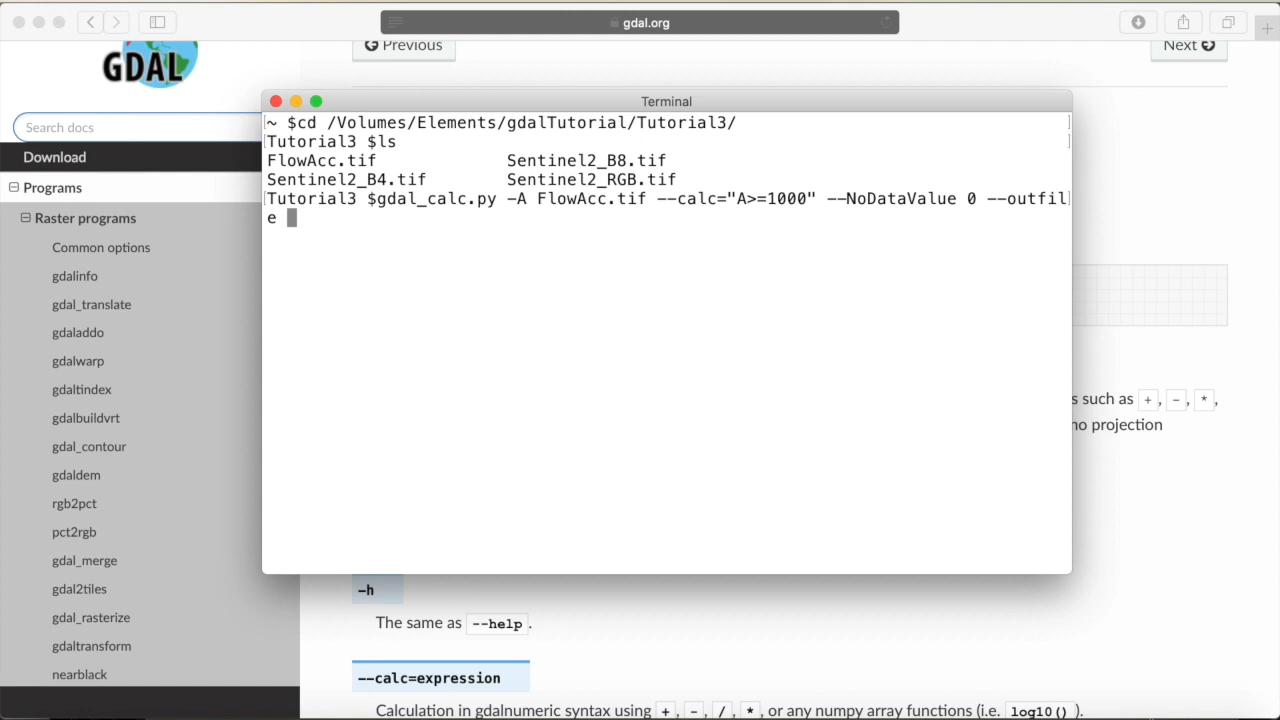 gdal.org
Previous
Next
GDAL
Search docs
Download
Programs
Raster programs
Common options
gdalinfo
gdal_translate
gdaladdo
gdalwarp
gdaltindex
gdalbuildvrt
gdal_contour
gdaldem
rgb2pct
pct2rgb
gdal_merge
gdal2tiles
gdal_rasterize
gdaltransform
nearblack
Terminal
~ $cd /Volumes/Elements/gdalTutorial/Tutorial3/
Tutorial3 $ls
FlowAcc.tif Sentinel2_B8.tif
Sentinel2_B4.tif Sentinel2_RGB.tif
Tutorial3 $gdal_calc.py -A FlowAcc.tif --calc="A>=1000" --NoDataValue 0 --outfil
e
s such as +, -, *,
no projection
-h
The same as --help.
--calc=expression
Calculation in gdalnumeric syntax using +, -, /, *, or any numpy array functions (i.e. log10() ).